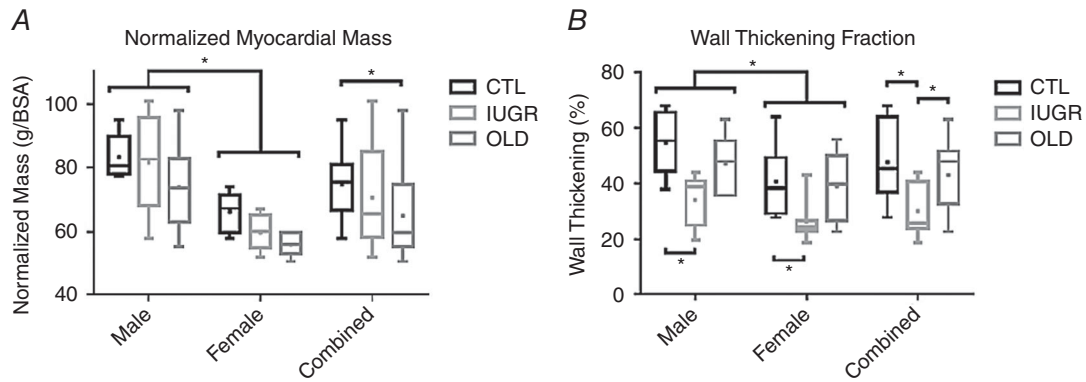 A
Normalized Myocardial Mass
Normalized Mass (g/BSA)
100
80
60
40
*
*
Male
Female
Combined
CTL
IUGR
OLD
B
Wall Thickening Fraction
Wall Thickening (%)
80
60
40
20
0
*
*
*
*
*
Male
Female
Combined
CTL
IUGR
OLD